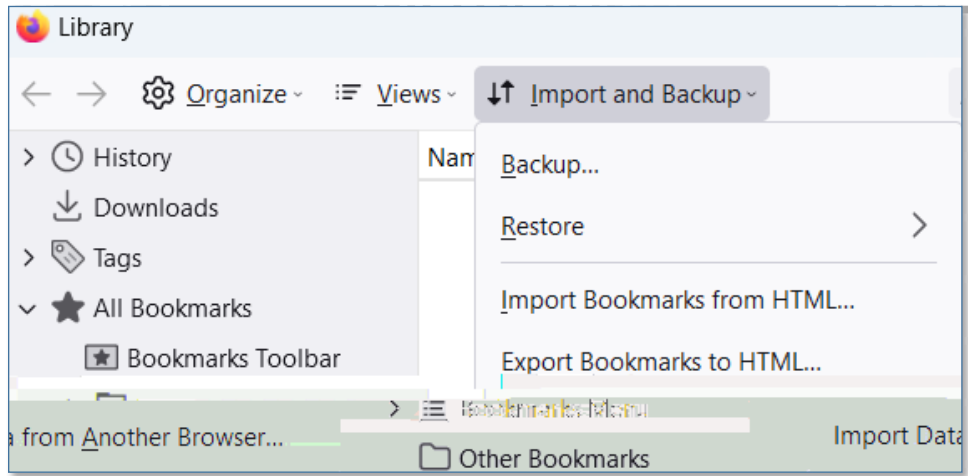 Library
Organize Views Import and Backup
History
Downloads
Tags
All Bookmarks
Bookmarks Toolbar
Nam
Backup...
Restore
Import Bookmarks from HTML...
Export Bookmarks to HTML...
from Another Browser...
Other Bookmarks
Import Data